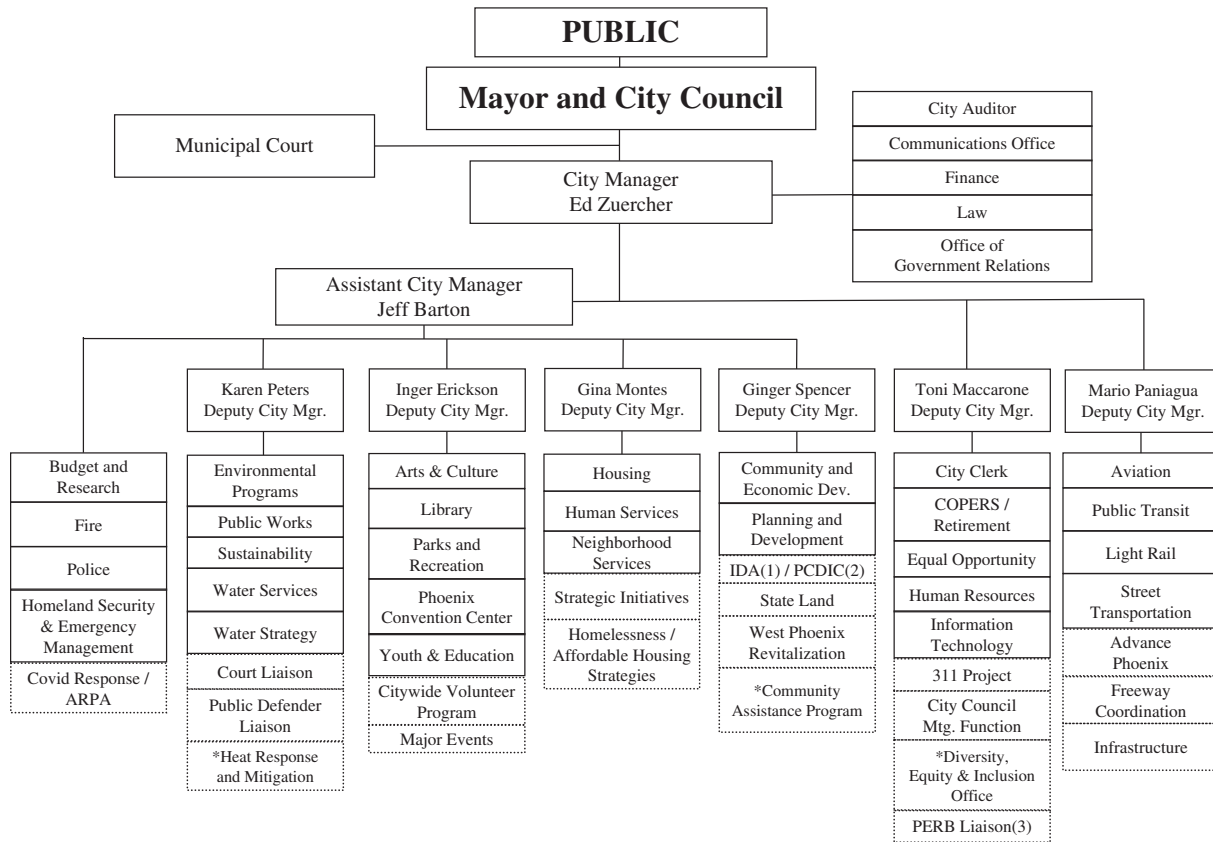 PUBLIC
Mayor and City Council
Municipal Court
City Manager
Ed Zuercher
City Auditor
Communications Office
Finance
Law
Office of
Government Relations
Assistant City Manager
Jeff Barton
Budget and
Research
Fire
Police
Homeland Security
& Emergency
Management
Covid Response /
ARPA
Karen Peters
Deputy City Mgr.
Environmental
Programs
Public Works
Sustainability
Water Services
Water Strategy
Court Liaison
Public Defender
Liaison
*Heat Response
and Mitigation
Inger Erickson
Deputy City Mgr.
Arts & Culture
Library
Parks and
Recreation
Phoenix
Convention Center
Youth & Education
Citywide Volunteer
Program
Major Events
Gina Montes
Deputy City Mgr.
Housing
Human Services
Neighborhood
Services
Strategic Initiatives
Homelessness /
Affordable Housing
Strategies
Ginger Spencer
Deputy City Mgr.
Community and
Economic Dev.
Planning and
Development
IDA(1) / PCDIC(2)
State Land
West Phoenix
Revitalization
*Community
Assistance Program
Toni Maccarone
Deputy City Mgr.
City Clerk
COPERS /
Retirement
Equal Opportunity
Human Resources
Information
Technology
311 Project
City Council
Mtg. Function
*Diversity,
Equity & Inclusion
Office
PERB Liaison(3)
Mario Paniagua
Deputy City Mgr.
Aviation
Public Transit
Light Rail
Street
Transportation
Advance
Phoenix
Freeway
Coordination
Infrastructure